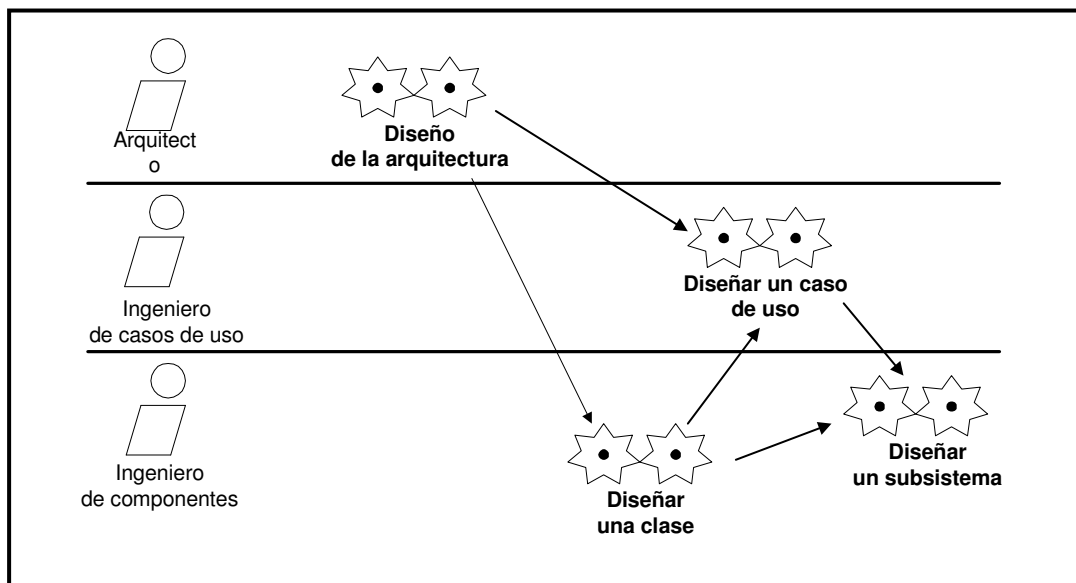 Arquitect
o
Diseño
de la arquitectura
Ingeniero
de casos de uso
Diseñar un caso
de uso
Ingeniero
de componentes
Diseñar
una clase
Diseñar
un subsistema